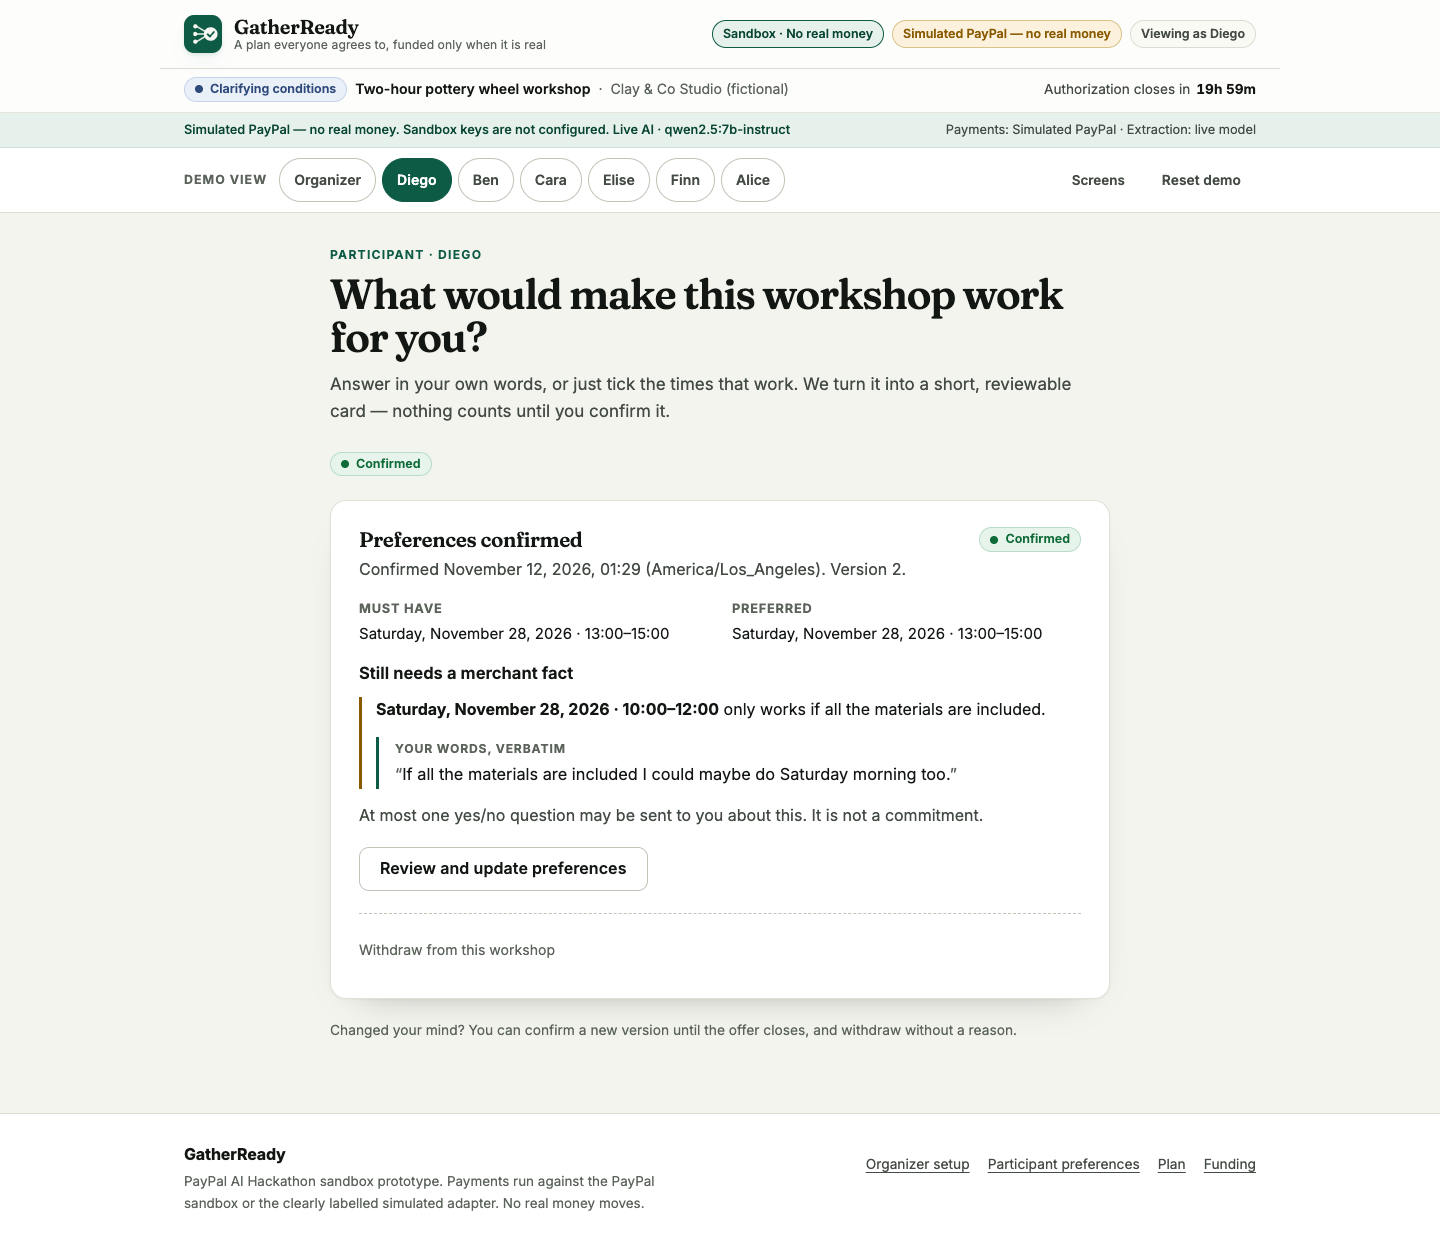 GatherReady
A plan everyone agrees to, funded only when it is real
Sandbox · No real money
Simulated PayPal — no real money
Viewing as Diego
Clarifying conditions
Two-hour pottery wheel workshop · Clay & Co Studio (fictional)
Authorization closes in 19h 59m
Simulated PayPal — no real money. Sandbox keys are not configured. Live AI · qwen2.5:7b-instruct
Payments: Simulated PayPal · Extraction: live model
DEMO VIEW
Organizer
Diego
Ben
Cara
Elise
Finn
Alice
Screens
Reset demo
PARTICIPANT · DIEGO
What would make this workshop work
for you?
Answer in your own words, or just tick the times that work. We turn it into a short, reviewable
card — nothing counts until you confirm it.
Confirmed
Preferences confirmed
Confirmed
Confirmed November 12, 2026, 01:29 (America/Los_Angeles). Version 2.
MUST HAVE
Saturday, November 28, 2026 · 13:00–15:00
PREFERRED
Saturday, November 28, 2026 · 13:00–15:00
Still needs a merchant fact
Saturday, November 28, 2026 · 10:00–12:00 only works if all the materials are included.
YOUR WORDS, VERBATIM
“If all the materials are included I could maybe do Saturday morning too.”
At most one yes/no question may be sent to you about this. It is not a commitment.
Review and update preferences
Withdraw from this workshop
Changed your mind? You can confirm a new version until the offer closes, and withdraw without a reason.
GatherReady
PayPal AI Hackathon sandbox prototype. Payments run against the PayPal
sandbox or the clearly labelled simulated adapter. No real money moves.
Organizer setup
Participant preferences
Plan
Funding